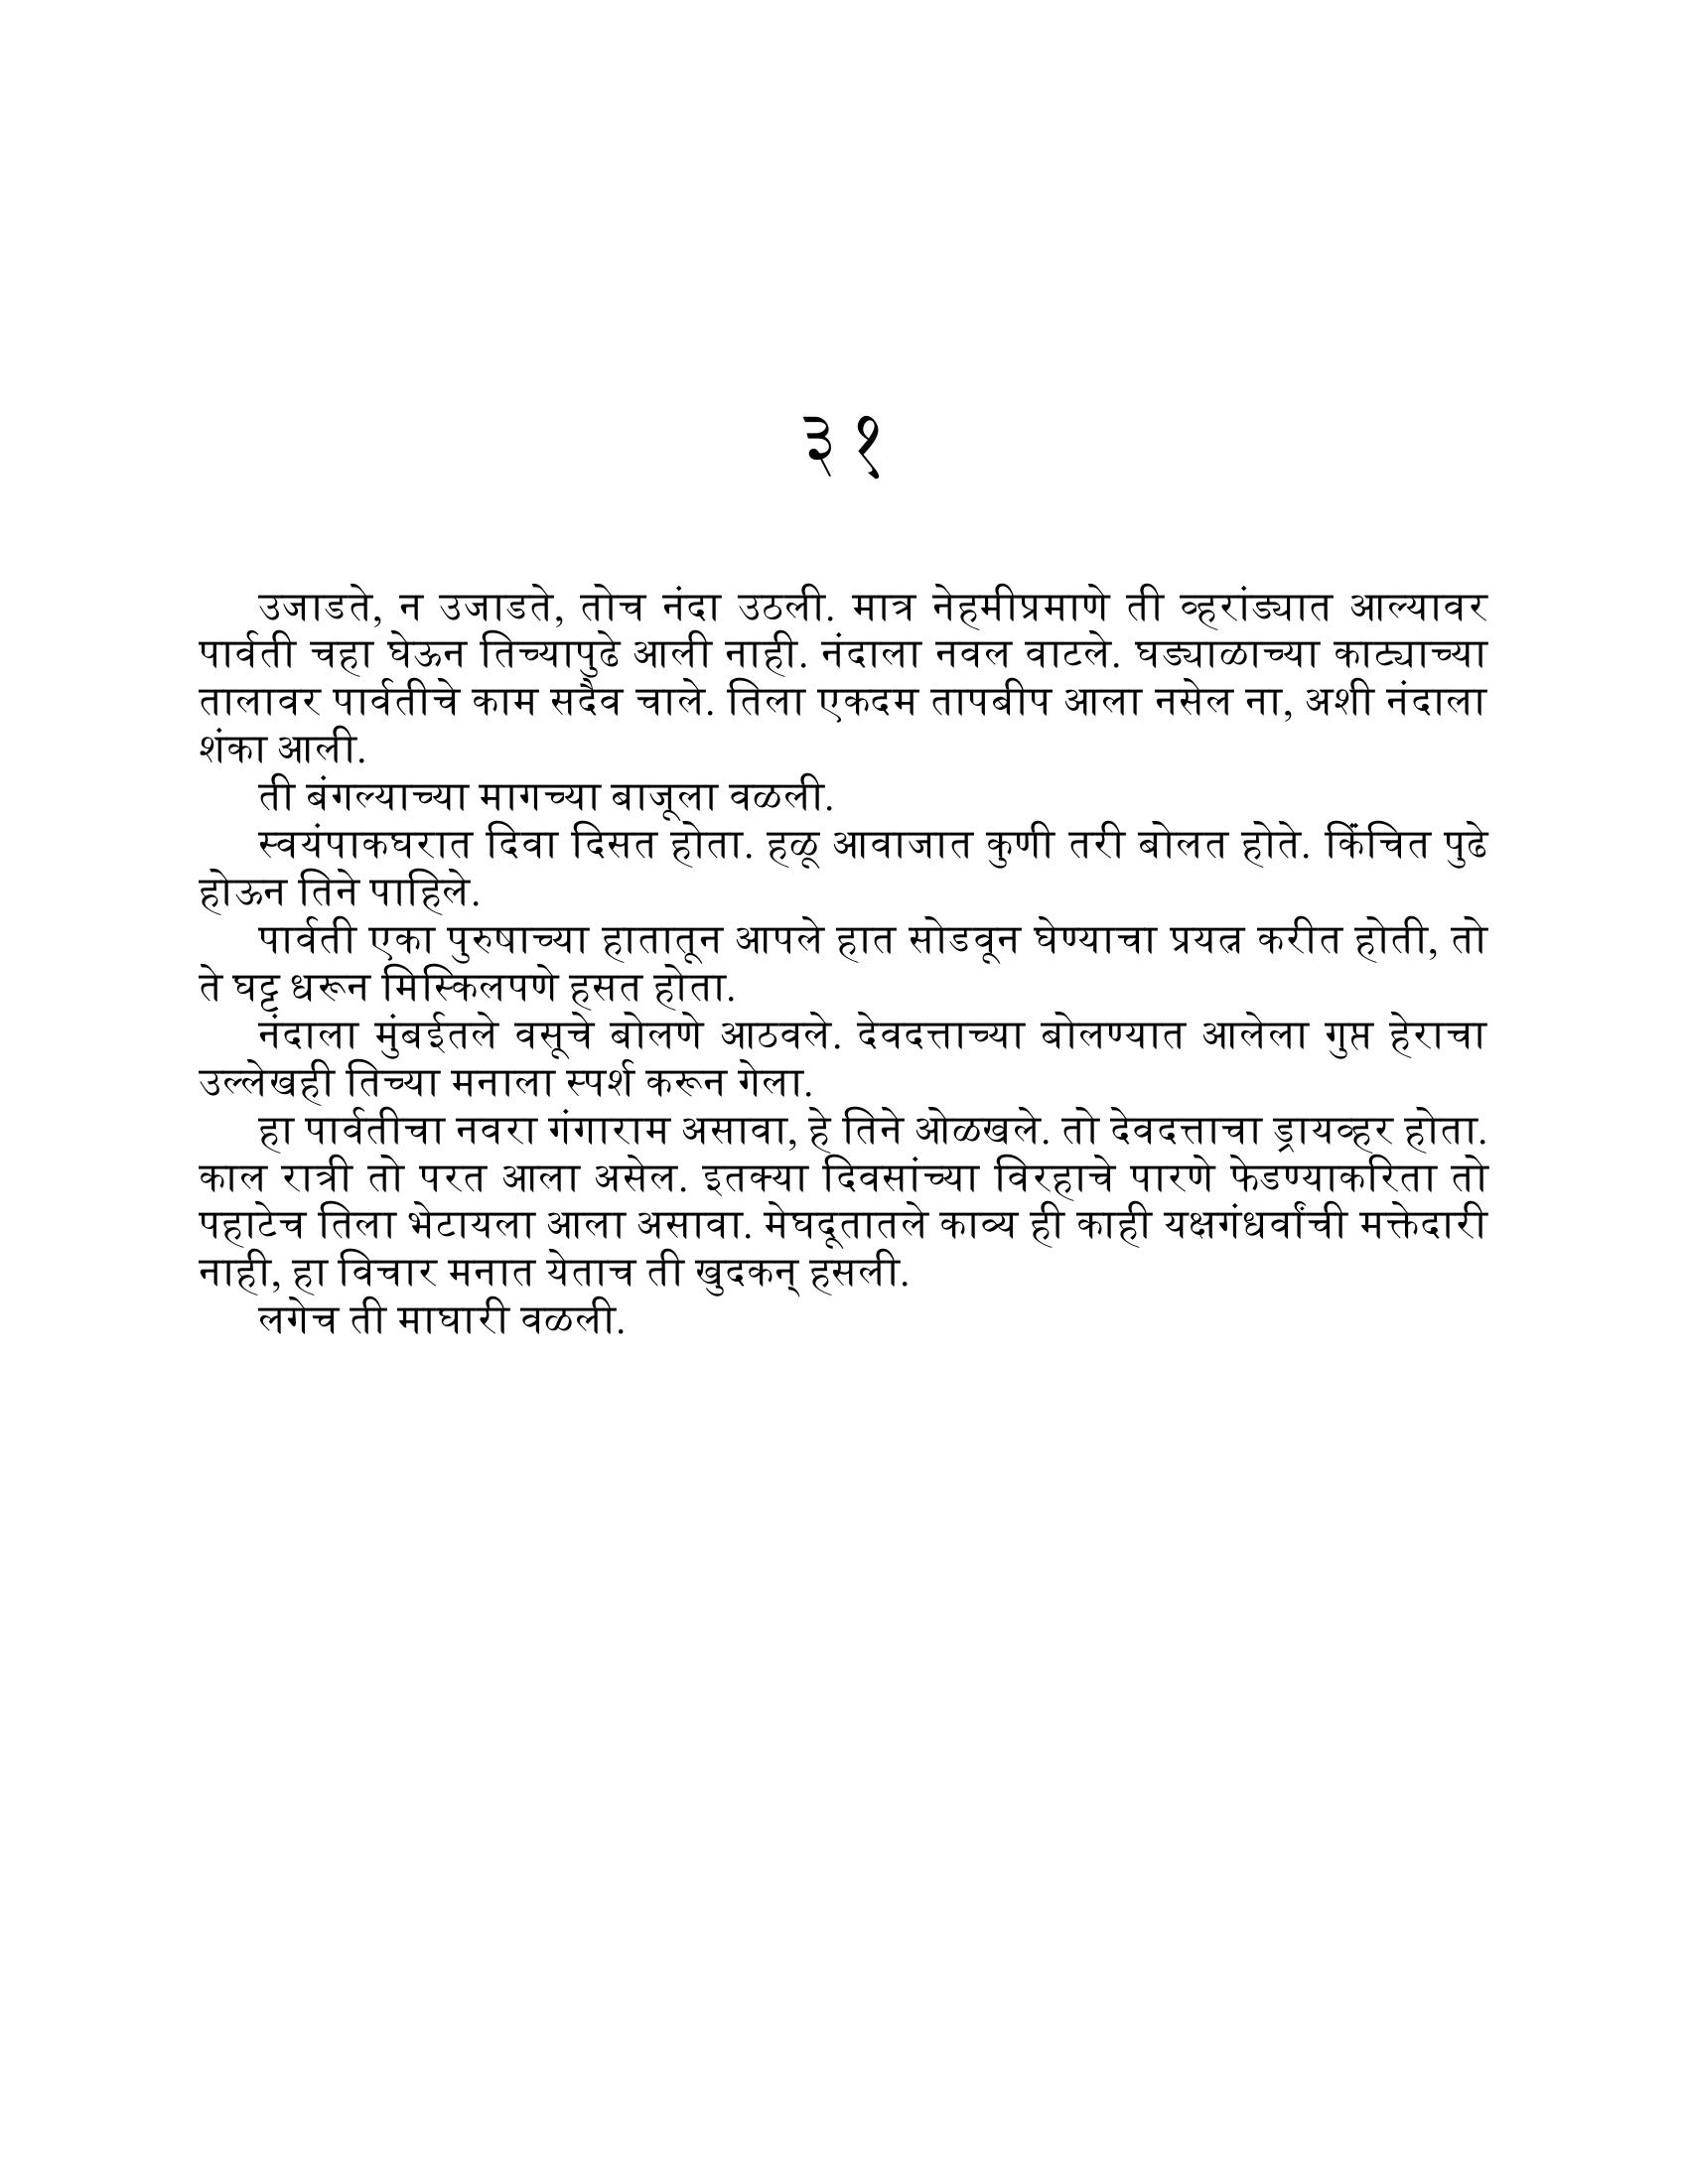 ३१
उजाडते, न उजाडते, तोच नंदा उठली. मात्र नेहमीप्रमाणे ती व्हरांड्यात आल्यावर
पार्वती चहा घेऊन तिच्यापुढे आली नाही. नंदाला नवल वाटले. घड्याळाच्या काट्याच्या
तालावर पार्वतीचे काम सदैव चाले. तिला एकदम तापबीप आला नसेल ना, अशी नंदाला
शंका आली.
ती बंगल्याच्या मागच्या बाजूला वळली.
स्वयंपाकघरात दिवा दिसत होता. हळू आवाजात कुणी तरी बोलत होते. किंचित पुढे
होऊन तिने पाहिले.
पार्वती एका पुरुषाच्या हातातून आपले हात सोडवून घेण्याचा प्रयत्न करीत होती, तो
ते घट्ट धरून मिस्किलपणे हसत होता.
नंदाला मुंबईतले वसूचे बोलणे आठवले. देवदत्ताच्या बोलण्यात आलेला गुप्त हेराचा
उल्लेखही तिच्या मनाला स्पर्श करून गेला.
हा पार्वतीचा नवरा गंगाराम असावा, हे तिने ओळखले. तो देवदत्ताचा ड्रायव्हर होता.
काल रात्री तो परत आला असेल. इतक्या दिवसांच्या विरहाचे पारणे फेडण्याकरिता तो
पहाटेच तिला भेटायला आला असावा. मेघदूतातले काव्य ही काही यक्षगंधर्वांची मक्तेदारी
नाही, हा विचार मनात येताच ती खुदकन् हसली.
लगेच ती माघारी वळली.